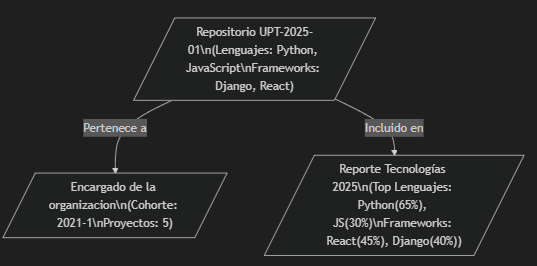 Repositorio UPT-2025-
01\n(Lenguajes: Python,
JavaScript\nFrameworks:
Django, React)
Pertenece a
Incluido en
Encargado de la
organizacion\n(Cohorte:
2021-1\nProyectos: 5)
Reporte Tecnologías
2025\n(Top Lenguajes:
Python(65%),
JS(30%)\nFrameworks:
React(45%), Django(40%))